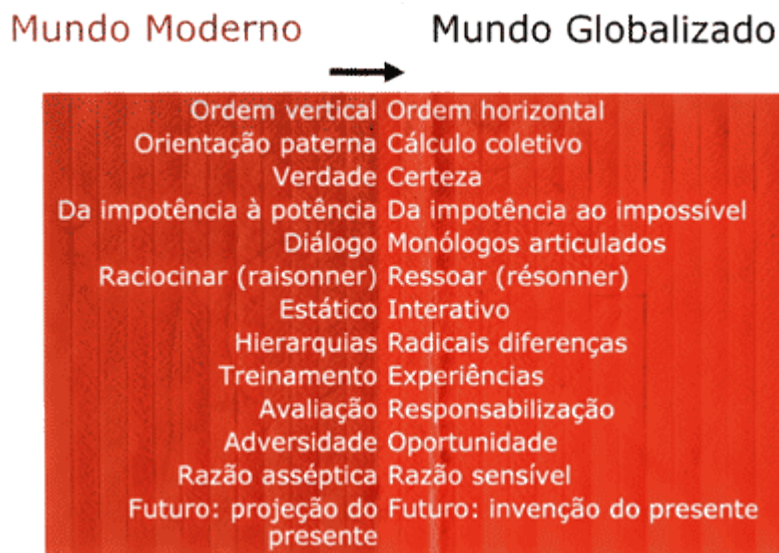 Mundo Moderno Mundo Globalizado
Ordem vertical Ordem horizontal
Orientação paterna Cálculo coletivo
Verdade Certeza
Da impotência à potência Da impotência ao impossível
Diálogo Monólogos articulados
Raciocinar (raisonner) Ressoar (résonner)
Estático Interativo
Hierarquias Radicais diferenças
Treinamento Experiências
Avaliação Responsabilização
Adversidade Oportunidade
Razão asséptica Razão sensível
Futuro: projeção do Futuro: invenção do presente
presente